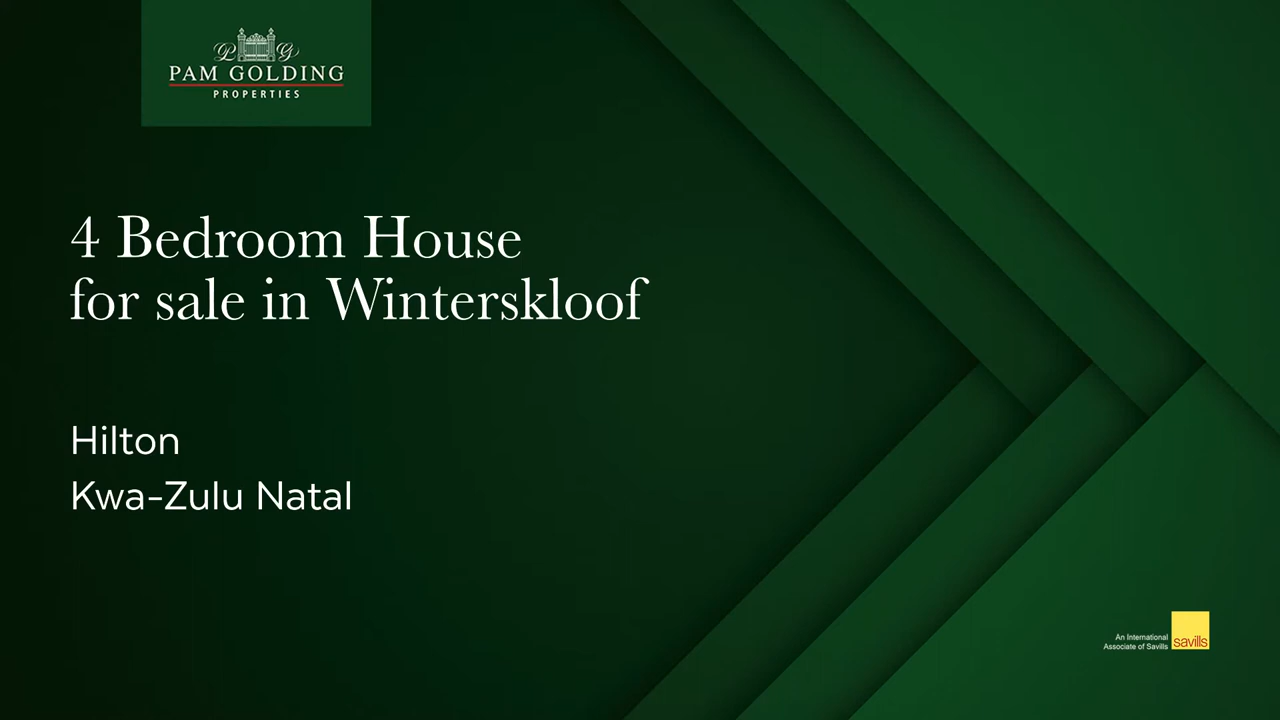 P G
PAM GOLDING
PROPERTIES
4 Bedroom House
for sale in Winterskloof
Hilton
Kwa-Zulu Natal
An International
Associate of Savills
savills